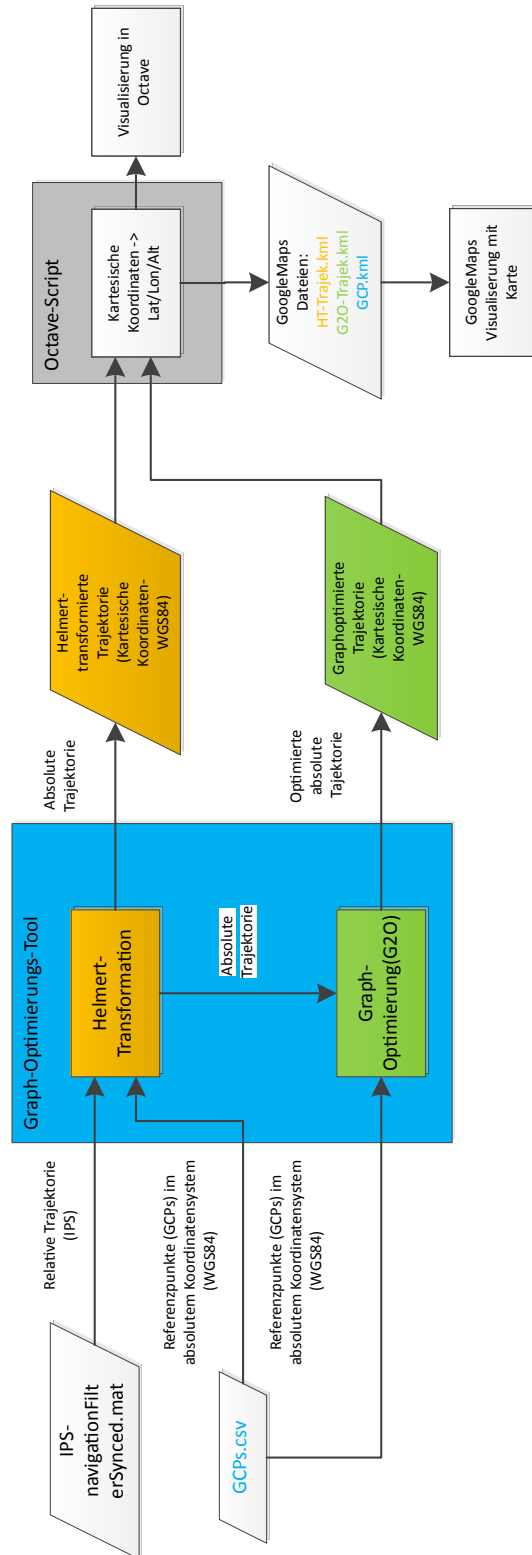 IPS-
navigationFilt
erSynced.mat
GCPs.csv
Relative Trajektorie
(IPS)
Referenzpunkte (GCPs) im
absolutem Koordinatensystem
(WGS84)
Referenzpunkte (GCPs) im
absolutem Koordinatensystem
(WGS84)
Graph-Optimierungs-Tool
Helmert-
Transformation
Absolute
Trajektorie
Graph-
Optimierung(G2O)
Absolute
Trajektorie
Optimierte
absolute
Tajektorie
Helmert-
transformierte
Trajektorie
(Kartesische
Koordinaten-
WGS84)
Graphoptimierte
Trajektorie
(Kartesische
Koordinaten-
WGS84)
Octave-Script
Kartesische
Koordinaten ->
Lat/Lon/Alt
Visualisierung in
Octave
GoogleMaps
Dateien:
HT-Trajek.kml
G2O-Trajek.kml
GCP.kml
GoogleMaps
Visualiserung mit
Karte